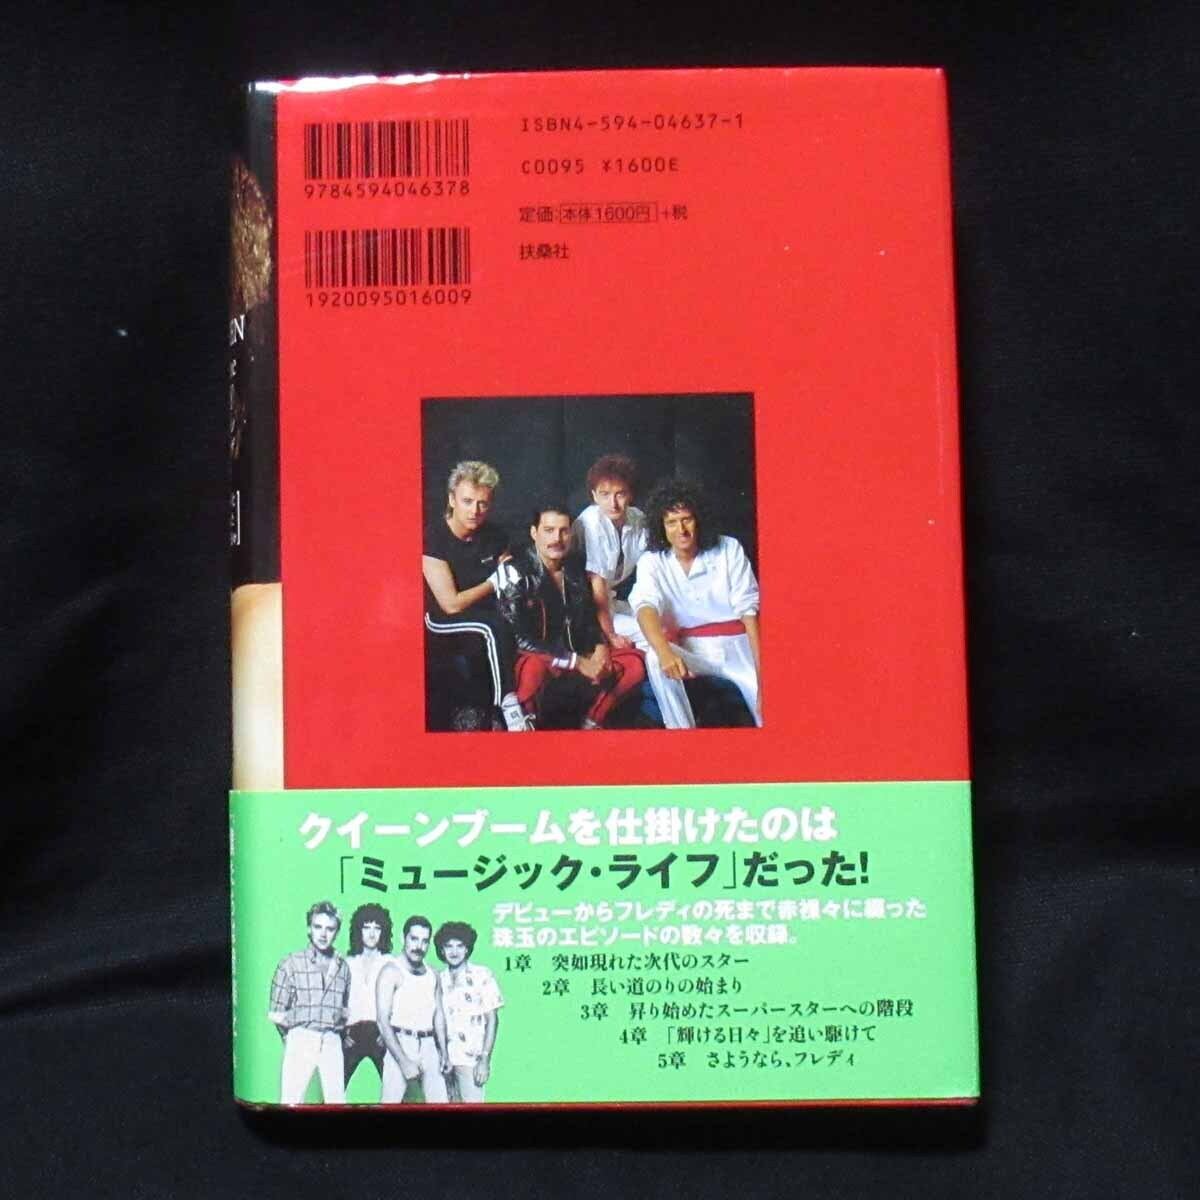 ISBN4-594-04637-1
C0095 ¥1600E
定価:本体1600円+税
扶桑社
9784594046378
1920095016009
クイーンブームを仕掛けたのは
「ミュージック・ライフ」だった!
デビューからフレディの死まで赤裸々に綴った
珠玉のエピソードの数々を収録。
1章 突如現れた次代のスター
2章 長い道のりの始まり
3章 昇り始めたスーパースターへの階段
4章 「輝ける日々」を追い駆けて
5章 さようなら、フレディ